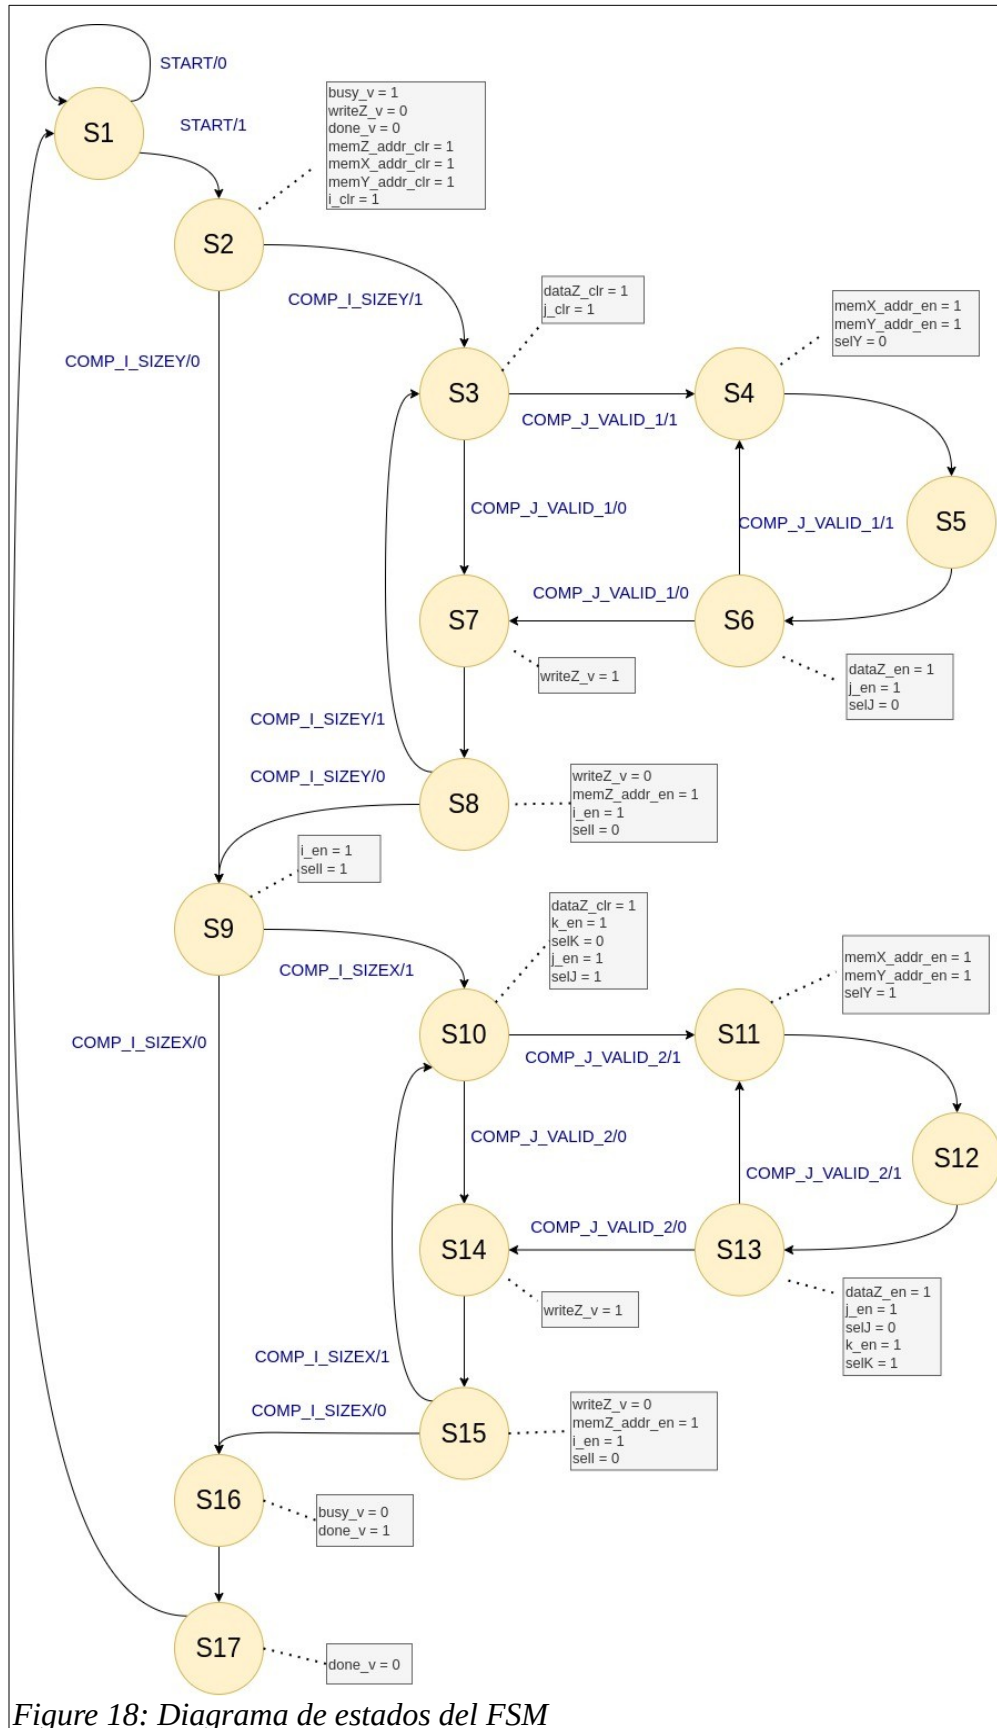 START/0
S1
START/1
busy_v = 1
writeZ_v = 0
done_v = 0
memZ_addr_clr = 1
memX_addr_clr = 1
memY_addr_clr = 1
i_clr = 1
S2
COMP_I_SIZEY/1
COMP_I_SIZEY/0
dataZ_clr = 1
j_clr = 1
memX_addr_en = 1
memY_addr_en = 1
selY = 0
S3
S4
COMP_J_VALID_1/1
COMP_J_VALID_1/0
COMP_J_VALID_1/1
S5
COMP_J_VALID_1/0
S7
S6
writeZ_v = 1
dataZ_en = 1
j_en = 1
selJ = 0
COMP_I_SIZEY/1
COMP_I_SIZEY/0
S8
writeZ_v = 0
memZ_addr_en = 1
i_en = 1
selI = 0
i_en = 1
selI = 1
S9
COMP_I_SIZEX/1
COMP_I_SIZEX/0
dataZ_clr = 1
k_en = 1
selK = 0
j_en = 1
selJ = 1
memX_addr_en = 1
memY_addr_en = 1
selY = 1
S10
S11
COMP_J_VALID_2/1
COMP_J_VALID_2/0
COMP_J_VALID_2/1
S12
COMP_J_VALID_2/0
S14
S13
writeZ_v = 1
dataZ_en = 1
j_en = 1
selJ = 0
k_en = 1
selK = 1
COMP_I_SIZEX/1
COMP_I_SIZEX/0
S15
writeZ_v = 0
memZ_addr_en = 1
i_en = 1
selI = 0
S16
busy_v = 0
done_v = 1
S17
done_v = 0
Figure 18: Diagrama de estados del FSM